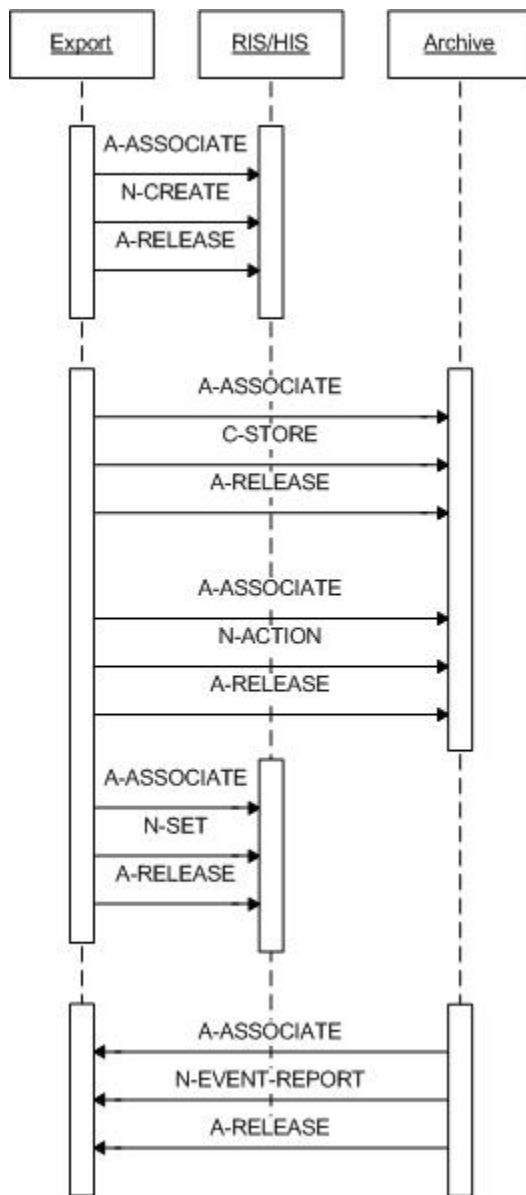 Export
RIS/HIS
Archive
A-ASSOCIATE
N-CREATE
A-RELEASE
A-ASSOCIATE
C-STORE
A-RELEASE
A-ASSOCIATE
N-ACTION
A-RELEASE
A-ASSOCIATE
N-SET
A-RELEASE
A-ASSOCIATE
N-EVENT-REPORT
A-RELEASE